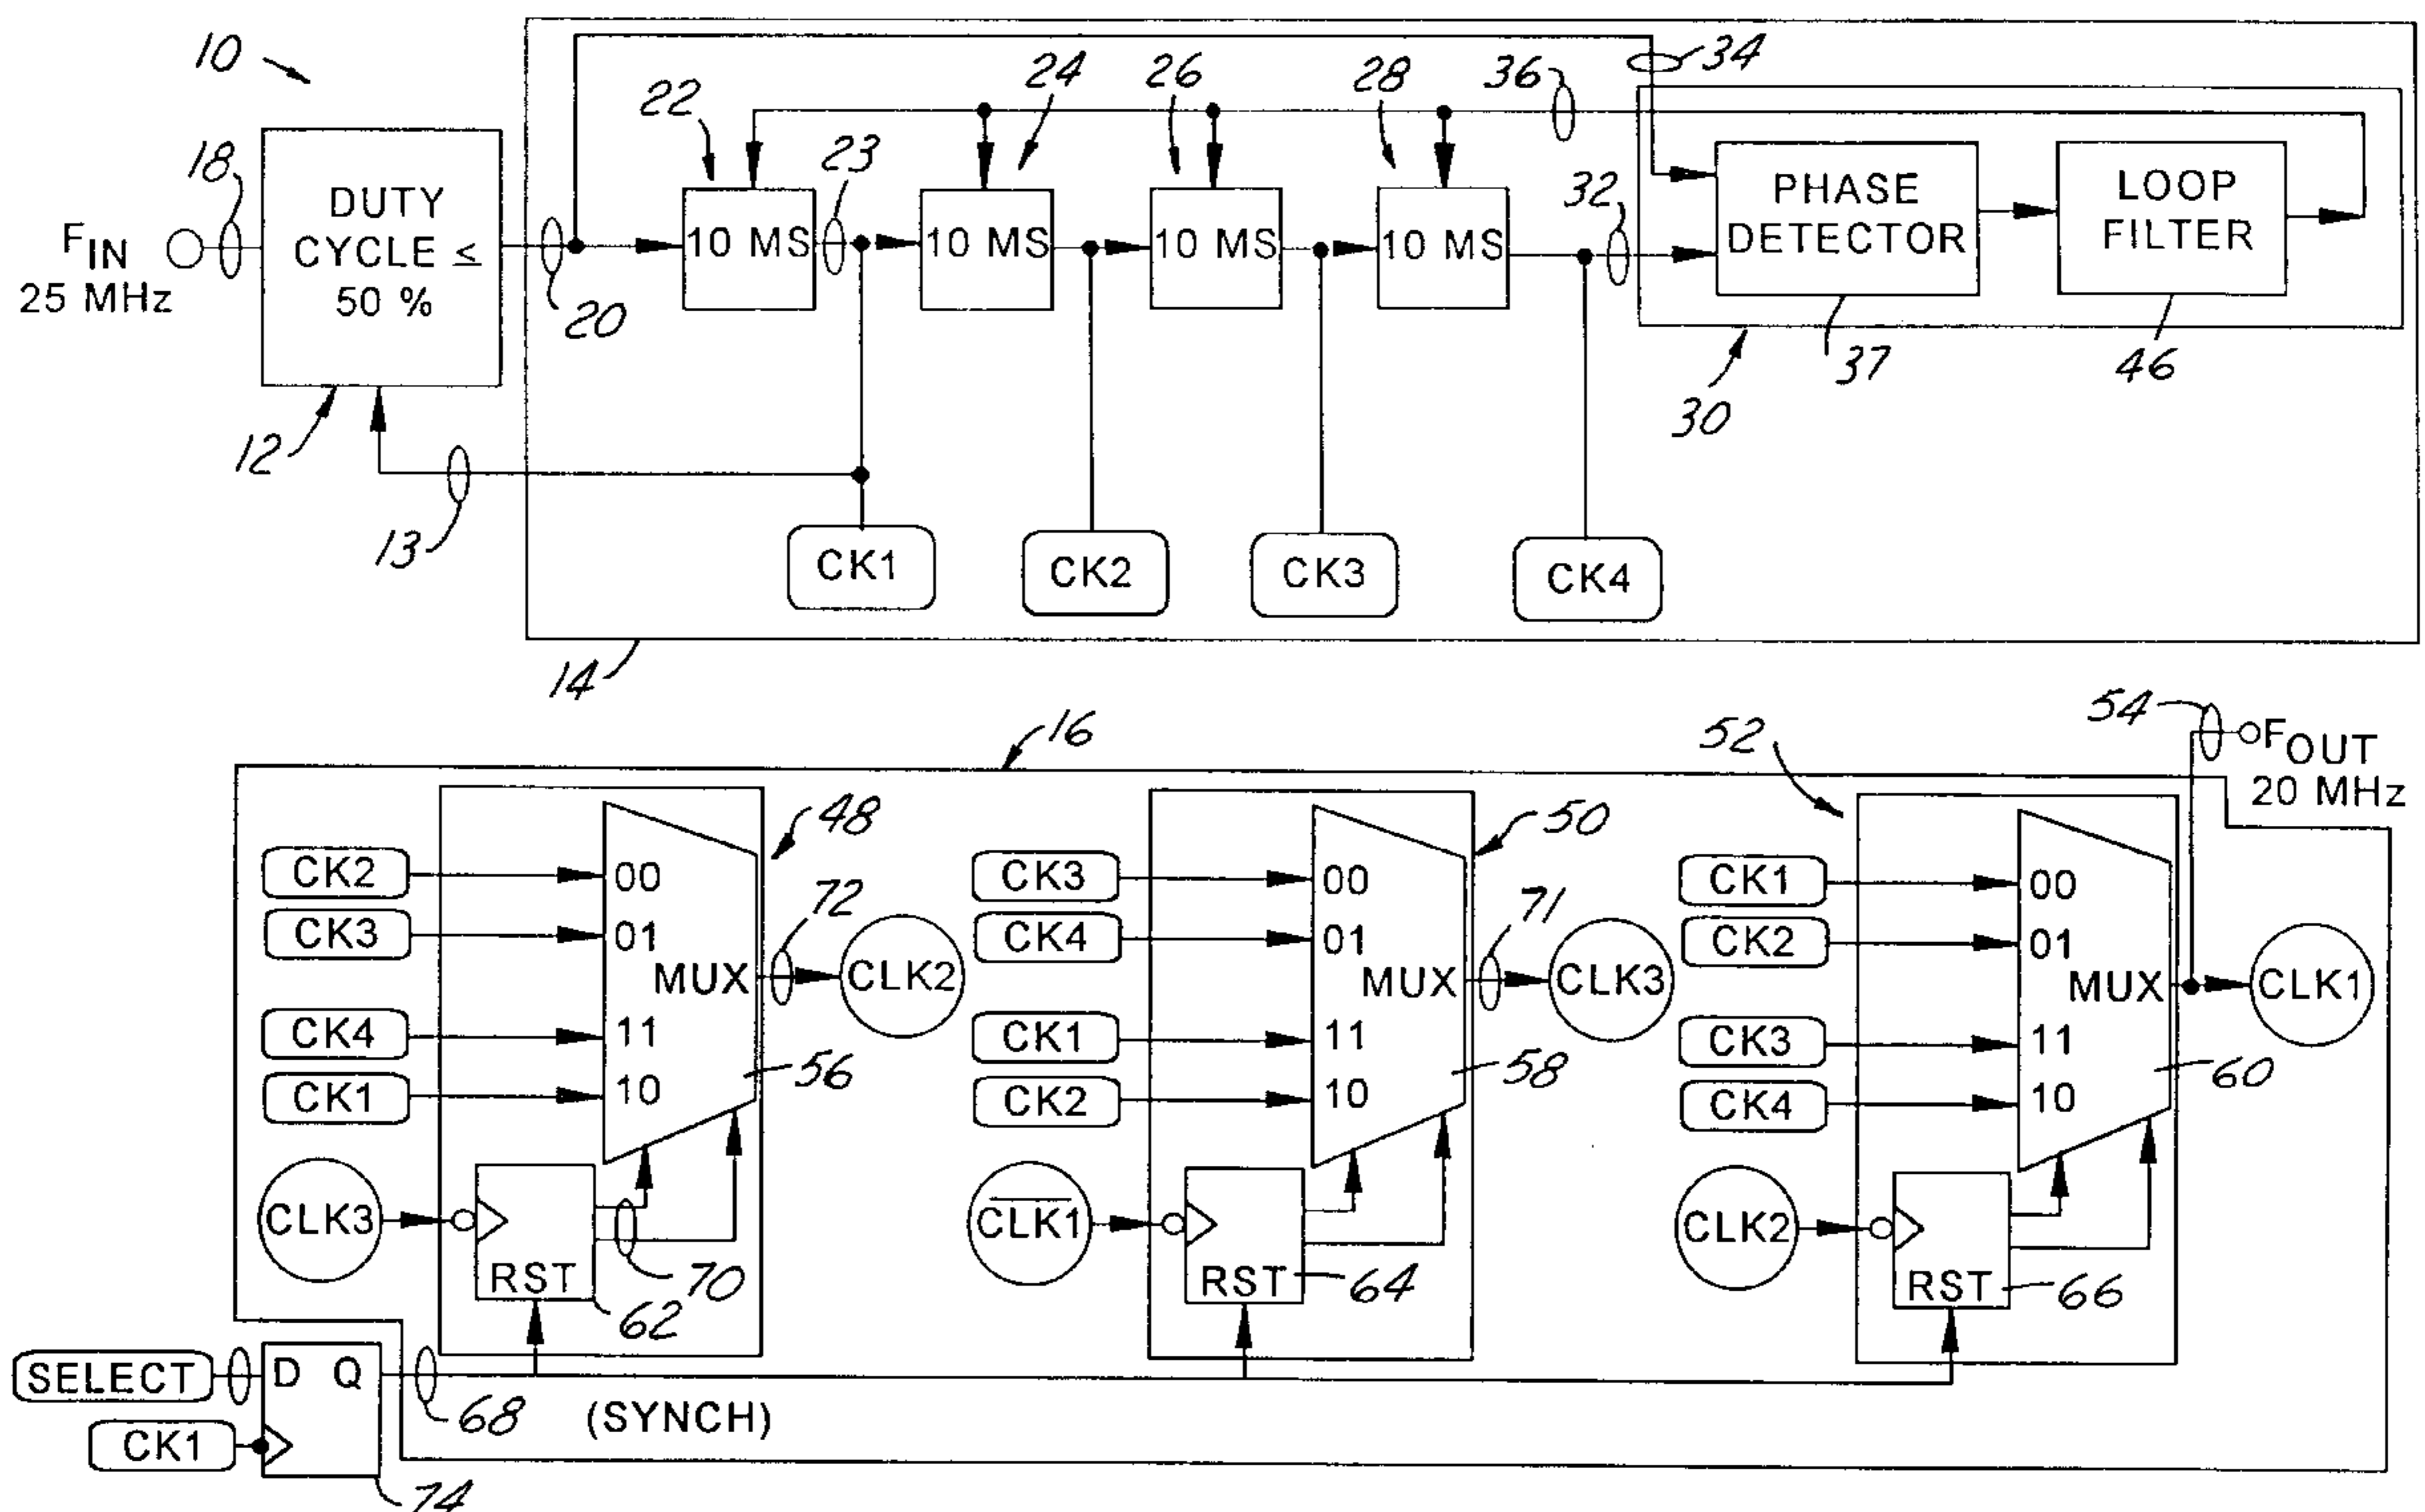 10
34
36
26
24
28
22
18
23
32
DUTY
CYCLE ≤
50 %
F IN
25 MHz
10 MS
10 MS
10 MS
10 MS
PHASE
DETECTOR
LOOP
FILTER
20
37
46
30
12
13
CK1
CK2
CK3
CK4
14
16
54
F OUT
20 MHz
52
48
50
CK2
00
CK3
01
MUX
CK4
11
CK1
10
72
CLK2
56
CK3
00
CK4
01
MUX
CK1
11
CK2
10
71
CLK3
58
CK1
00
CK2
01
MUX
CK3
11
CK4
10
CLK1
60
CLK3
RST
62
70
CLK1
RST
64
CLK2
RST
66
SELECT
D Q
68
(SYNCH)
CK1
74